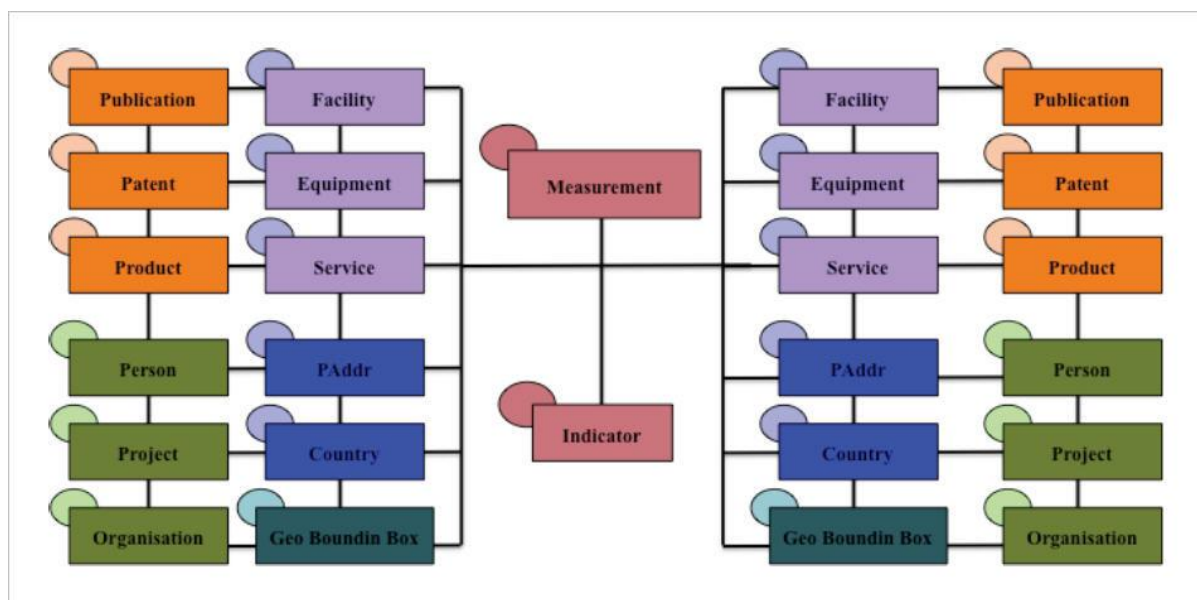 Publication
Facility
Facility
Publication
Patent
Equipment
Measurement
Equipment
Patent
Product
Service
Service
Product
Person
PAddr
PAddr
Person
Project
Country
Indicator
Country
Project
Organisation
Geo Boundin Box
Geo Boundin Box
Organisation